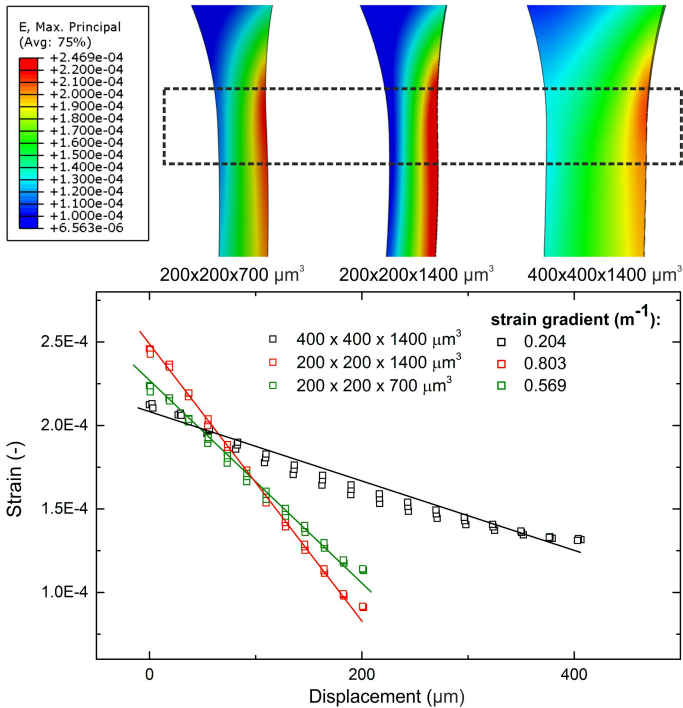 E, Max. Principal
(Avg: 75%)
+2.469e-04
+2.200e-04
+2.100e-04
+1.900e-04
+1.800e-04
+1.700e-04
+1.600e-04
+1.500e-04
+1.400e-04
+1.300e-04
+1.200e-04
+1.100e-04
+1.000e-04
+6.563e-06
200x200x700 µm³
200x200x1400 µm³
400x400x1400 µm³
strain gradient (m⁻¹):
400 x 400 x 1400 µm³ 0.204
200 x 200 x 1400 µm³ 0.803
200 x 200 x 700 µm³ 0.569
2.5E-4
2.0E-4
1.5E-4
1.0E-4
Strain (-)
0 200 400
Displacement (µm)